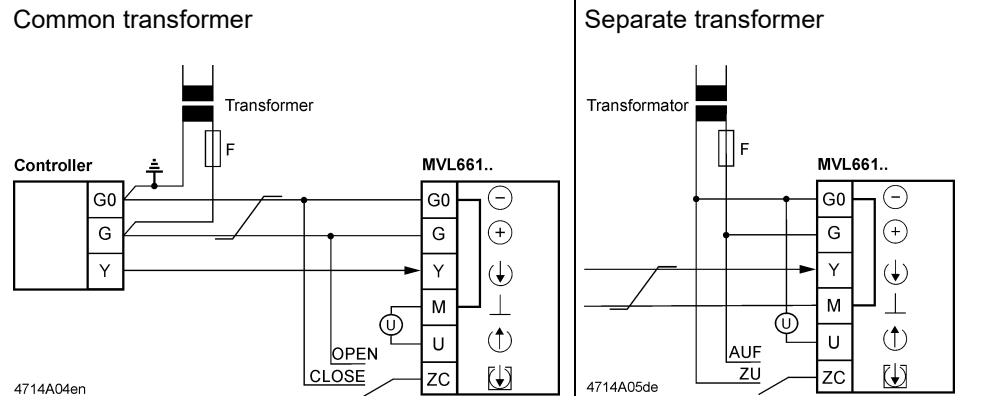 Common transformer
Transformer
F
Controller
MVL661..
G0
G0
G
G
Y
Y
M
U
U
OPEN
CLOSE
ZC
4714A04en
Separate transformer
Transformator
F
MVL661..
G0
G
Y
M
U
U
AUF
ZU
ZC
4714A05de